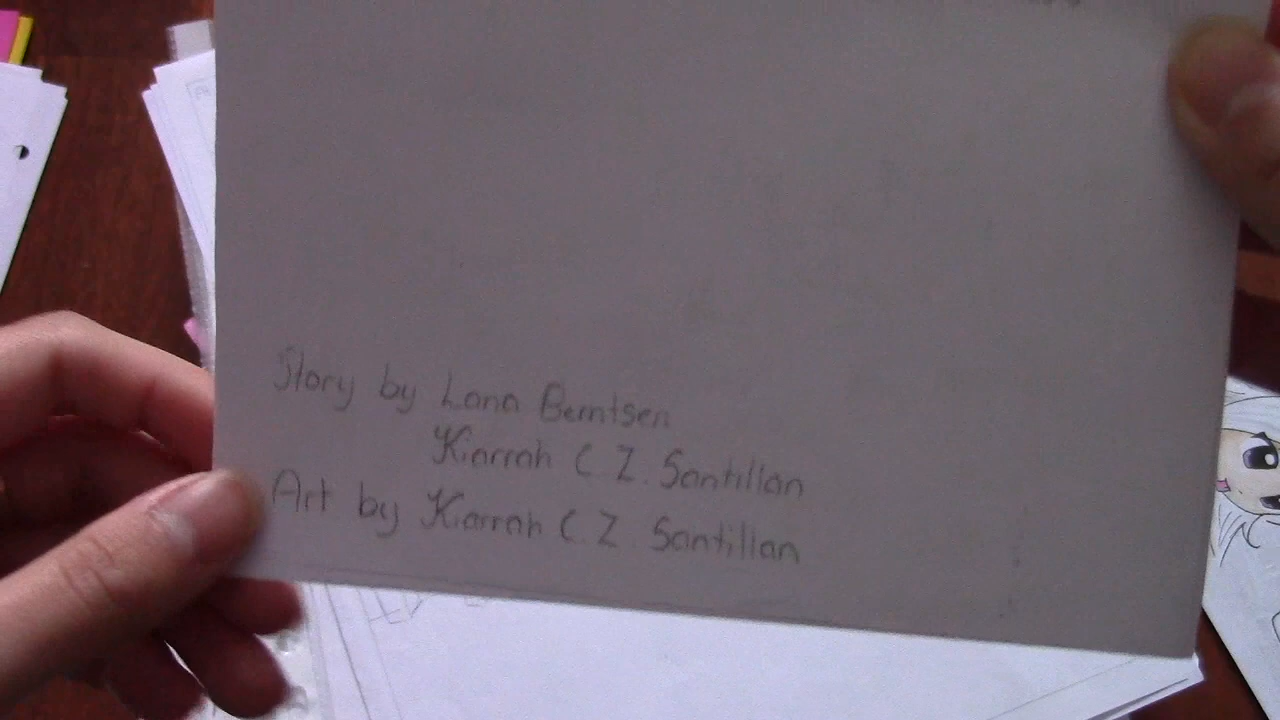 Story by Lana Berntsen
Kiarrah C Z. Santillan
Art by Kiarrah C. Z. Santillan